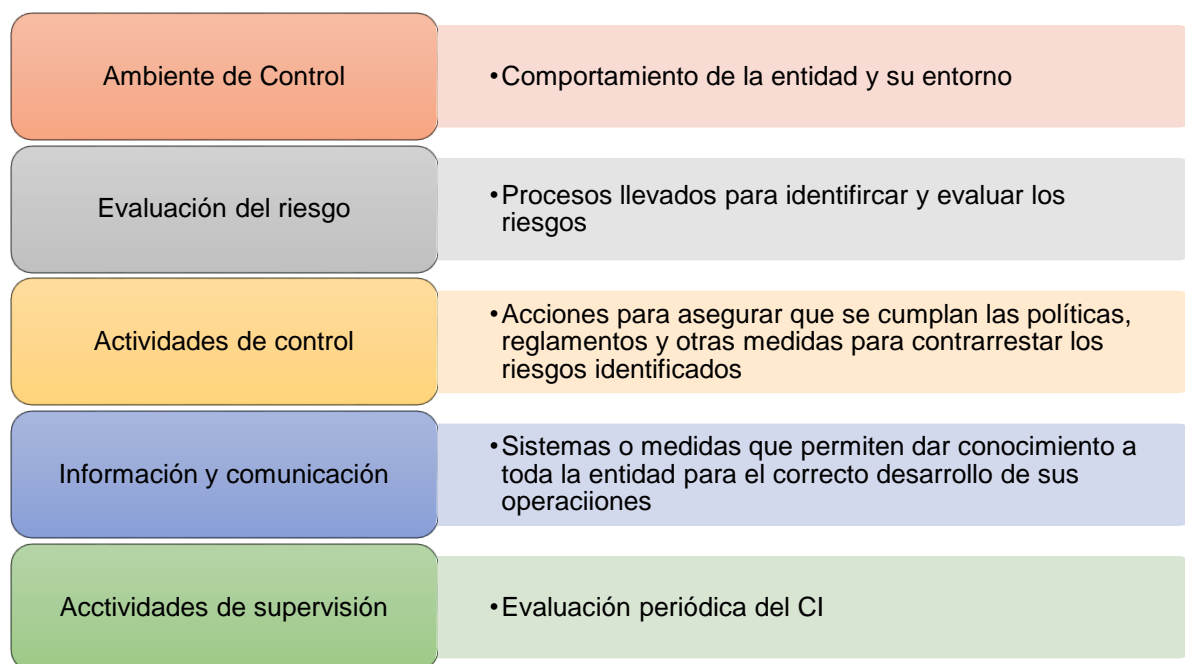 Ambiente de Control
•Comportamiento de la entidad y su entorno
Evaluación del riesgo
•Procesos llevados para identifircar y evaluar los
riesgos
Actividades de control
•Acciones para asegurar que se cumplan las políticas,
reglamentos y otras medidas para contrarrestar los
riesgos identificados
Información y comunicación
•Sistemas o medidas que permiten dar conocimiento a
toda la entidad para el correcto desarrollo de sus
operaciiones
Acctividades de supervisión
•Evaluación periódica del CI